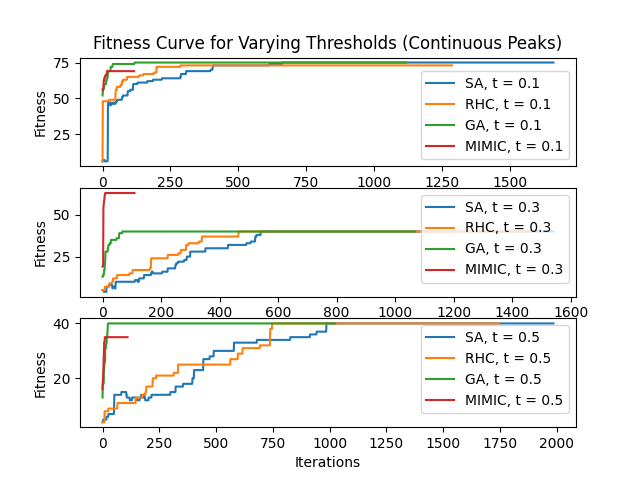 Fitness Curve for Varying Thresholds (Continuous Peaks)
75
50
25
Fitness
SA, t = 0.1
RHC, t = 0.1
GA, t = 0.1
MIMIC, t = 0.1
0 250 500 750 1000 1250 1500
50
25
Fitness
SA, t = 0.3
RHC, t = 0.3
GA, t = 0.3
MIMIC, t = 0.3
0 200 400 600 800 1000 1200 1400 1600
40
20
Fitness
SA, t = 0.5
RHC, t = 0.5
GA, t = 0.5
MIMIC, t = 0.5
0 250 500 750 1000 1250 1500 1750 2000
Iterations